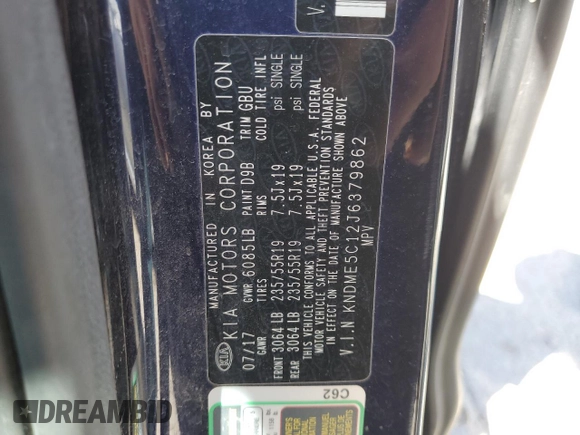 MANUFACTURED IN KOREA BY
KIA KIA MOTORS CORPORATION
07/17 GVWR 6085LB PAINT D9B TRIM GBU
GAWR TIRES RIMS COLD TIRE INFL
FRONT 3064 LB 235/55R19 7.5Jx19 psi SINGLE
REAR 3064 LB 235/55R19 7.5Jx19 psi SINGLE
THIS VEHICLE CONFORMS TO ALL APPLICABLE U.S.A. FEDERAL
MOTOR VEHICLE SAFETY AND THEFT PREVENTION STANDARDS
IN EFFECT ON THE DATE OF MANUFACTURE SHOWN ABOVE
V.I.N KNDME5C12J6379862
MPV
V.
C62
DREAMBID